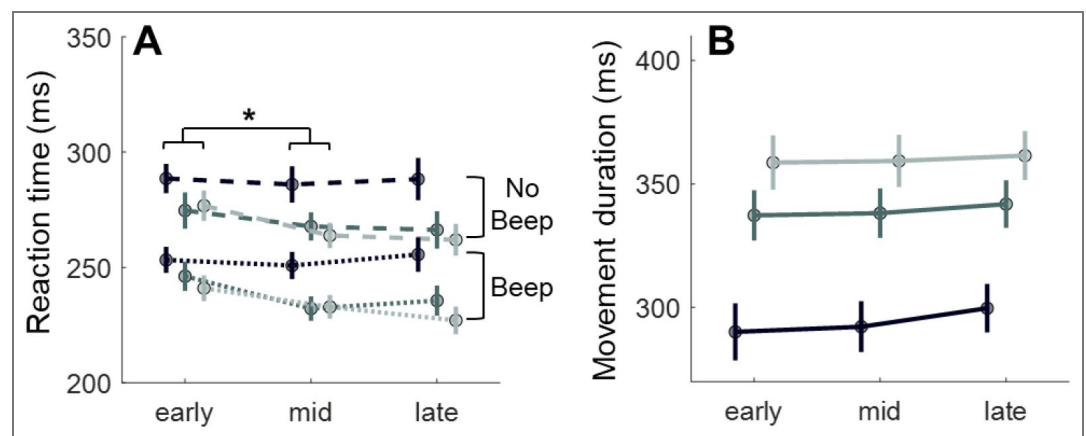 A
Reaction time (ms)
350
300
250
200
*
No
Beep
Beep
early mid late
B
Movement duration (ms)
400
350
300
early mid late